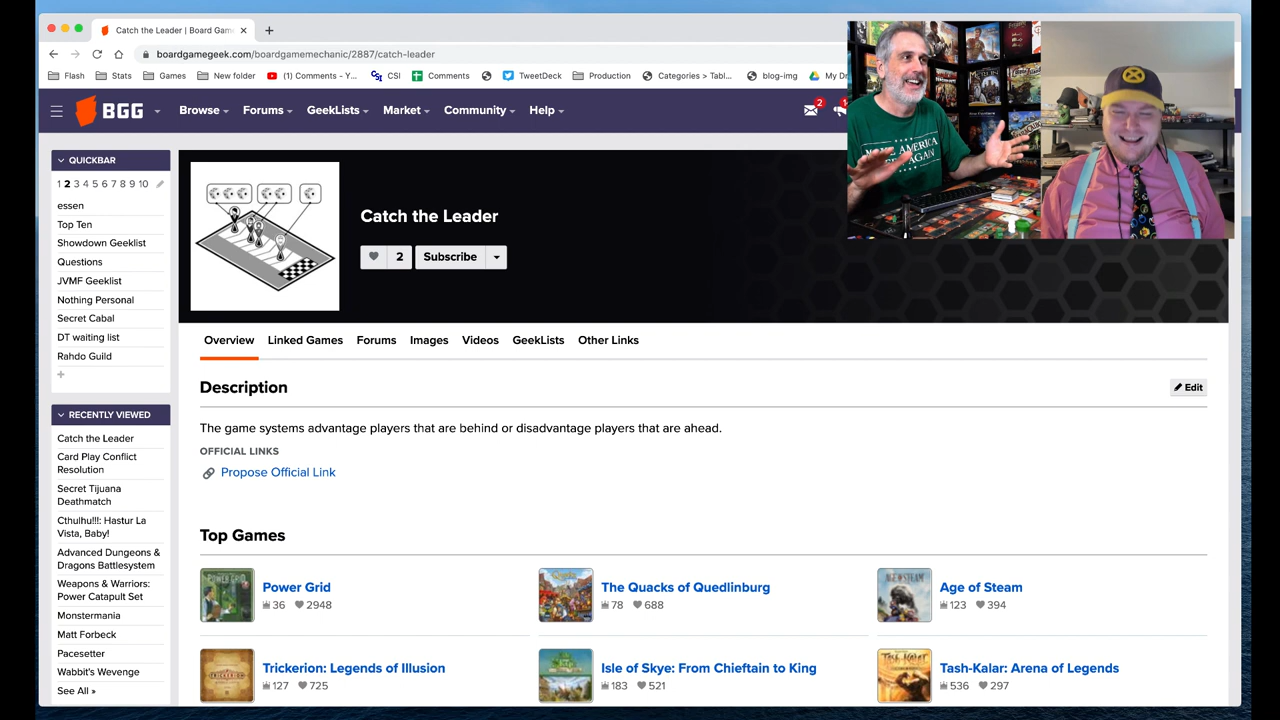 Catch the Leader | Board Gam
boardgamegeek.com/boardgamemechanic/2887/catch-leader
Flash Stats Games New folder (1) Comments - Y... CSI Comments TweetDeck Production Categories > Tabl... blog-img My Dr
BGG Browse Forums GeekLists Market Community Help 2
QUICKBAR
1 2 3 4 5 6 7 8 9 10
essen
Top Ten
Showdown Geeklist
Questions
JVMF Geeklist
Nothing Personal
Secret Cabal
DT waiting list
Rahdo Guild
RECENTLY VIEWED
Catch the Leader
Card Play Conflict
Resolution
Secret Tijuana
Deathmatch
Cthulhu!!!: Hastur La
Vista, Baby!
Advanced Dungeons &
Dragons Battlesystem
Weapons & Warriors:
Power Catapult Set
Monstermania
Matt Forbeck
Pacesetter
Wabbit's Revenge
See All »
Catch the Leader
2 Subscribe
AMERICA
AGAIN
Overview Linked Games Forums Images Videos GeekLists Other Links
Description
Edit
The game systems advantage players that are behind or disadvantage players that are ahead.
OFFICIAL LINKS
Propose Official Link
Top Games
Power Grid
36 2948
The Quacks of Quedlinburg
78 688
Age of Steam
123 394
Trickerion: Legends of Illusion
127 725
Isle of Skye: From Chieftain to King
183 521
Tash-Kalar: Arena of Legends
536 297